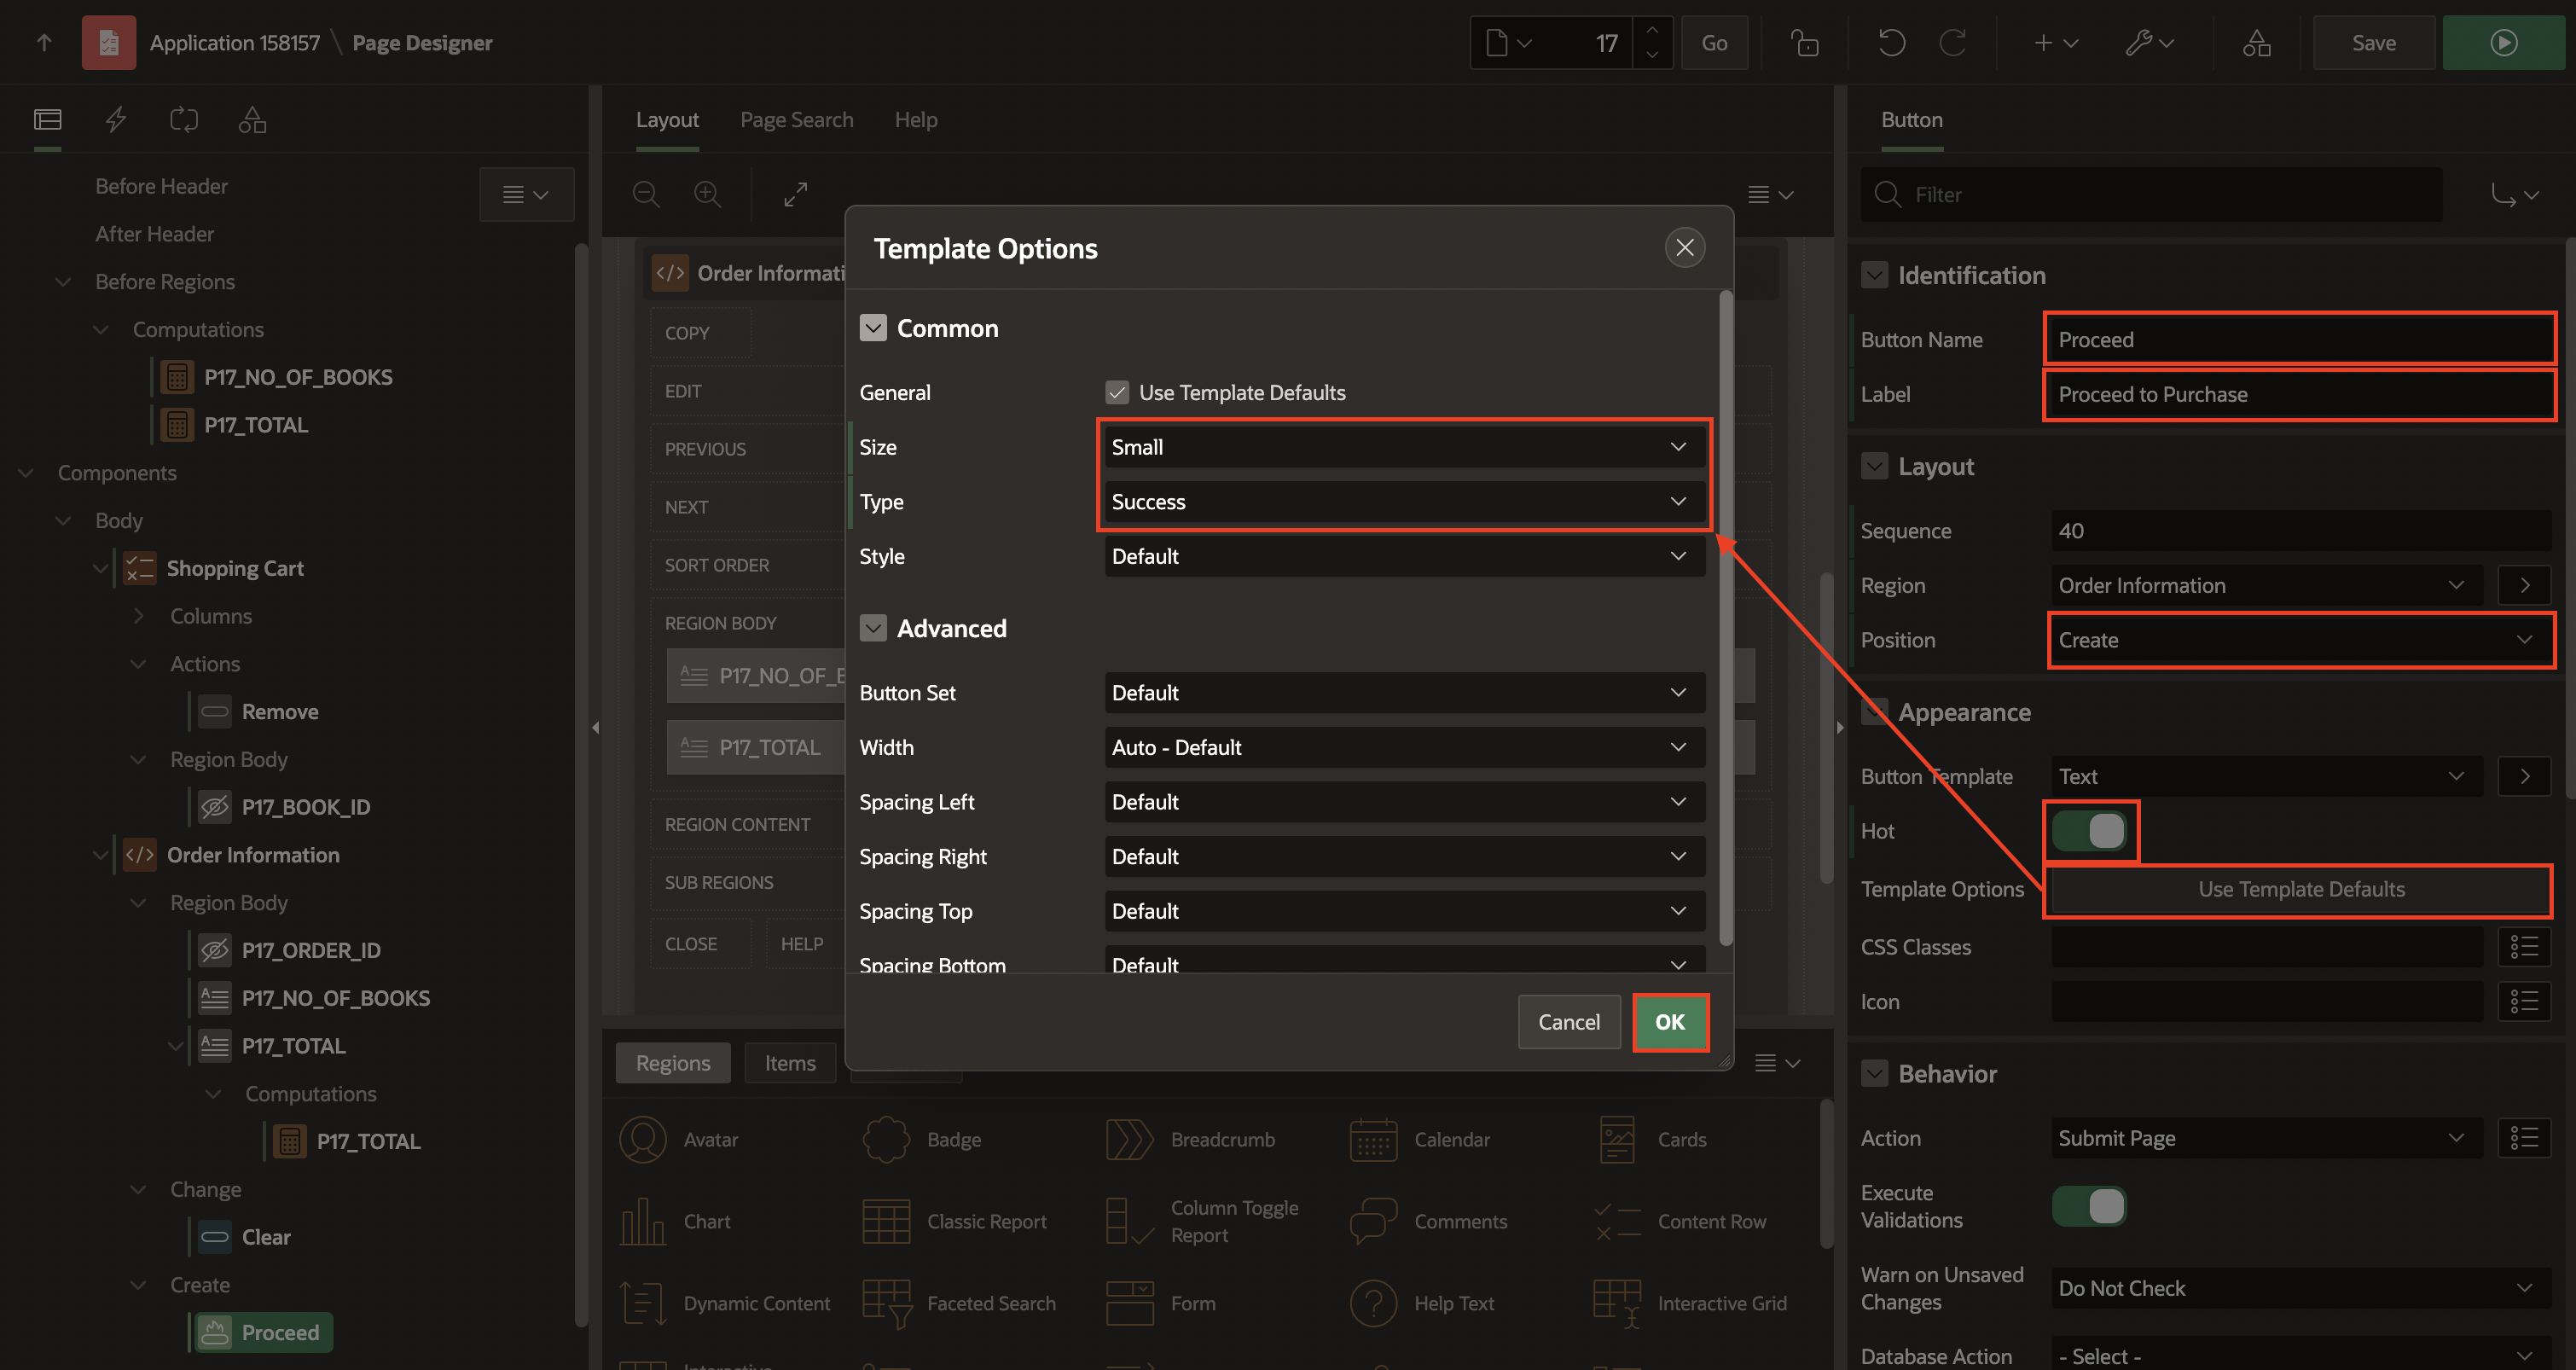 Application 158157 \ Page Designer
17
Go
Save
Before Header
After Header
Before Regions
Computations
P17_NO_OF_BOOKS
P17_TOTAL
Components
Body
Shopping Cart
Columns
Actions
Remove
Region Body
P17_BOOK_ID
Order Information
Region Body
P17_ORDER_ID
P17_NO_OF_BOOKS
P17_TOTAL
Computations
P17_TOTAL
Change
Clear
Create
Proceed
Layout
Page Search
Help
Order Informati
COPY
EDIT
PREVIOUS
NEXT
SORT ORDER
REGION BODY
P17_NO_OF_B
P17_TOTAL
REGION CONTENT
SUB REGIONS
CLOSE
HELP
Template Options
Common
General
Use Template Defaults
Size
Small
Type
Success
Style
Default
Advanced
Button Set
Default
Width
Auto - Default
Spacing Left
Default
Spacing Right
Default
Spacing Top
Default
Spacing Bottom
Default
Cancel
OK
Regions
Items
Avatar
Badge
Breadcrumb
Calendar
Cards
Chart
Classic Report
Column Toggle
Report
Comments
Content Row
Dynamic Content
Faceted Search
Form
Help Text
Interactive Grid
Interactive
Button
Filter
Identification
Button Name
Proceed
Label
Proceed to Purchase
Layout
Sequence
40
Region
Order Information
Position
Create
Appearance
Button Template
Text
Hot
Template Options
Use Template Defaults
CSS Classes
Icon
Behavior
Action
Submit Page
Execute
Validations
Warn on Unsaved
Changes
Do Not Check
Database Action
- Select -